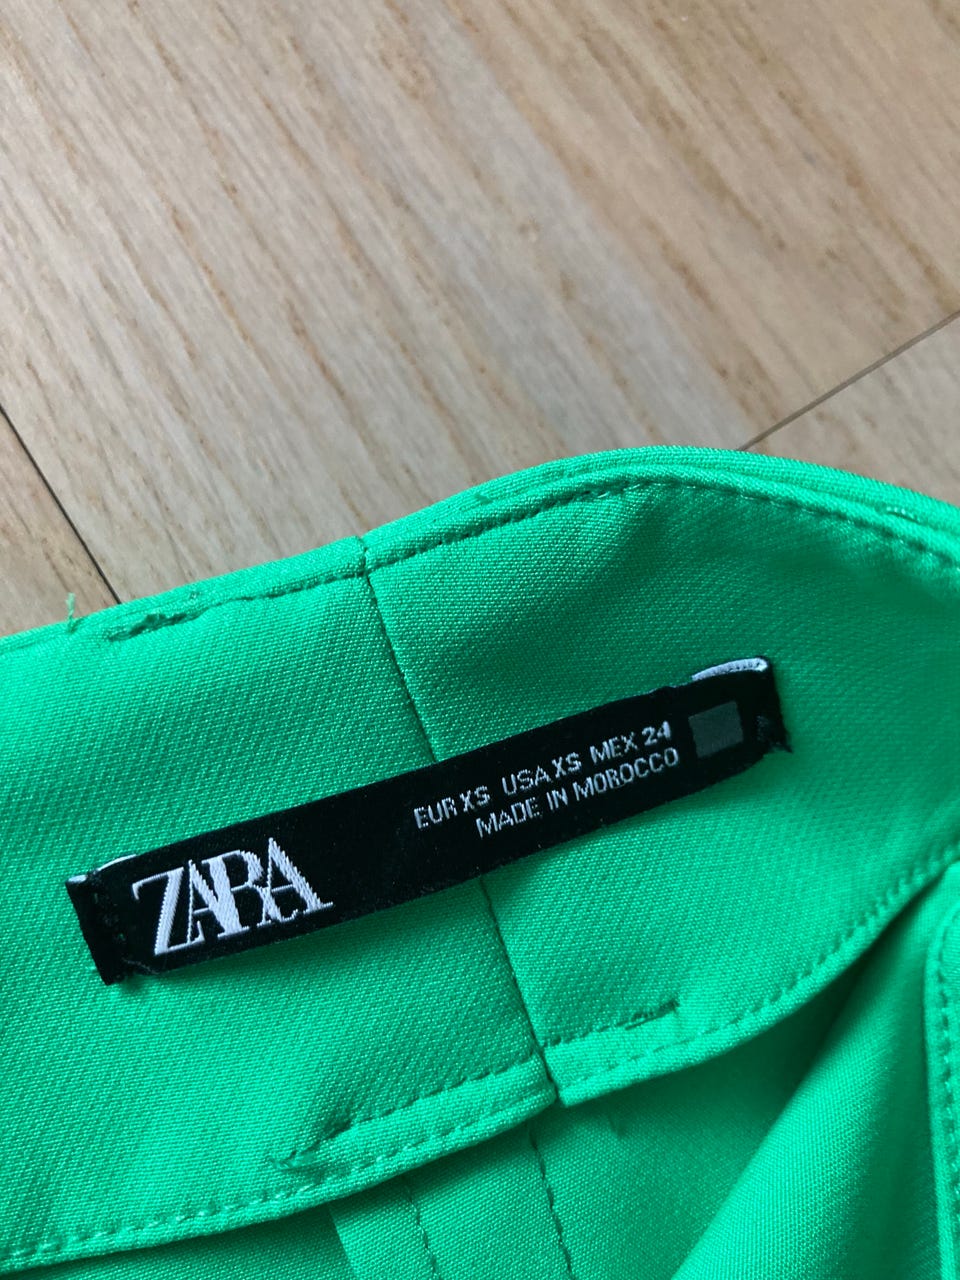 ZARA
EUR XS USA XS MEX 24
MADE IN MOROCCO